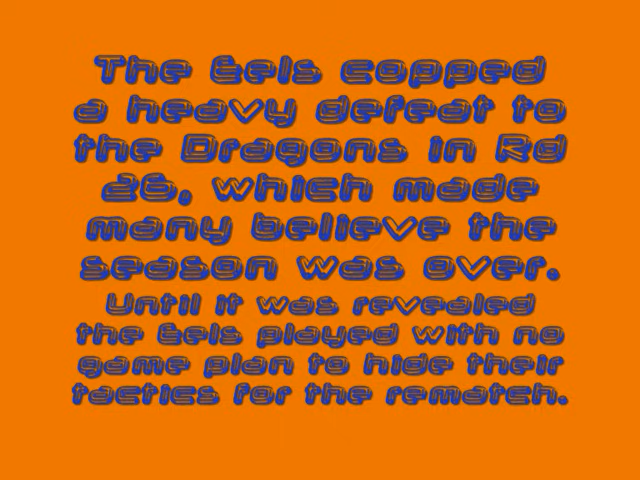 The Eels copped
a heavy defeat to
the Dragons in Rd
26, which made
many believe the
season was over.
Until it was revealed
the Eels played with no
game plan to hide their
tactics for the rematch.